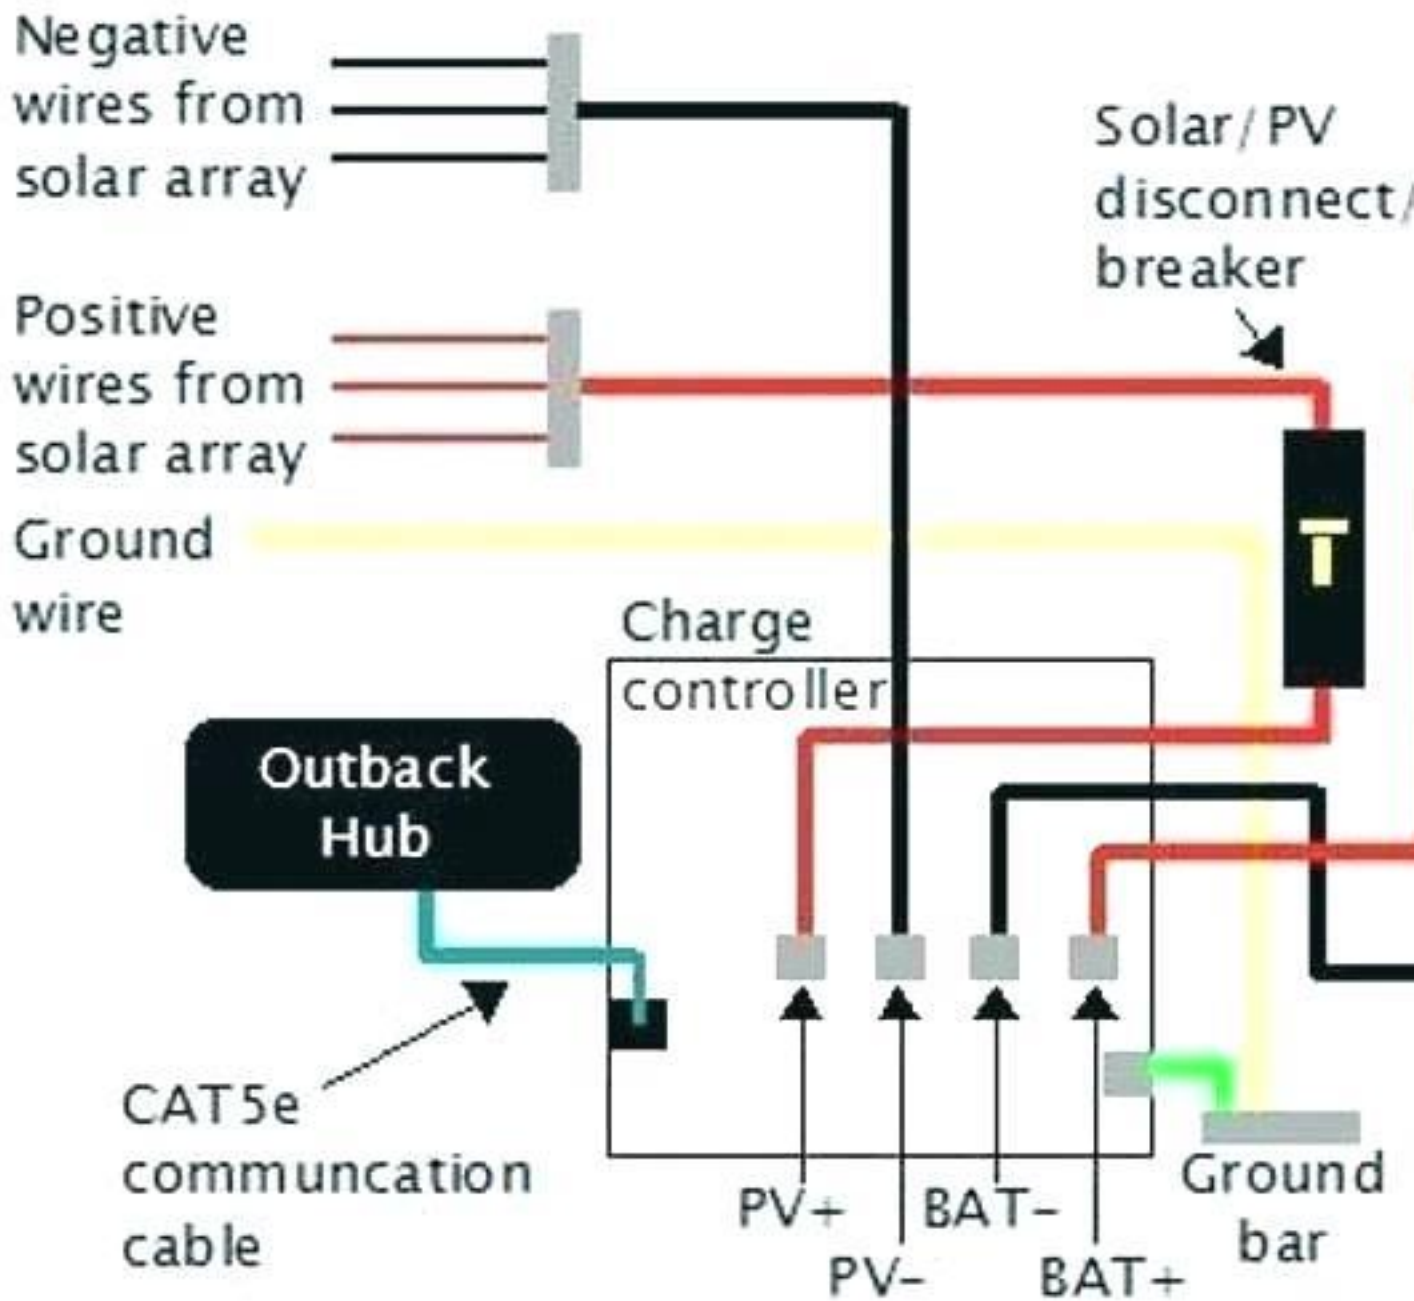 Negative
wires from
solar array
Solar/PV
disconnect/
breaker
Positive
wires from
solar array
Ground
wire
Charge
controller
Outback
Hub
CAT5e
communcation
cable
PV+
BAT-
PV-
BAT+
Ground
bar